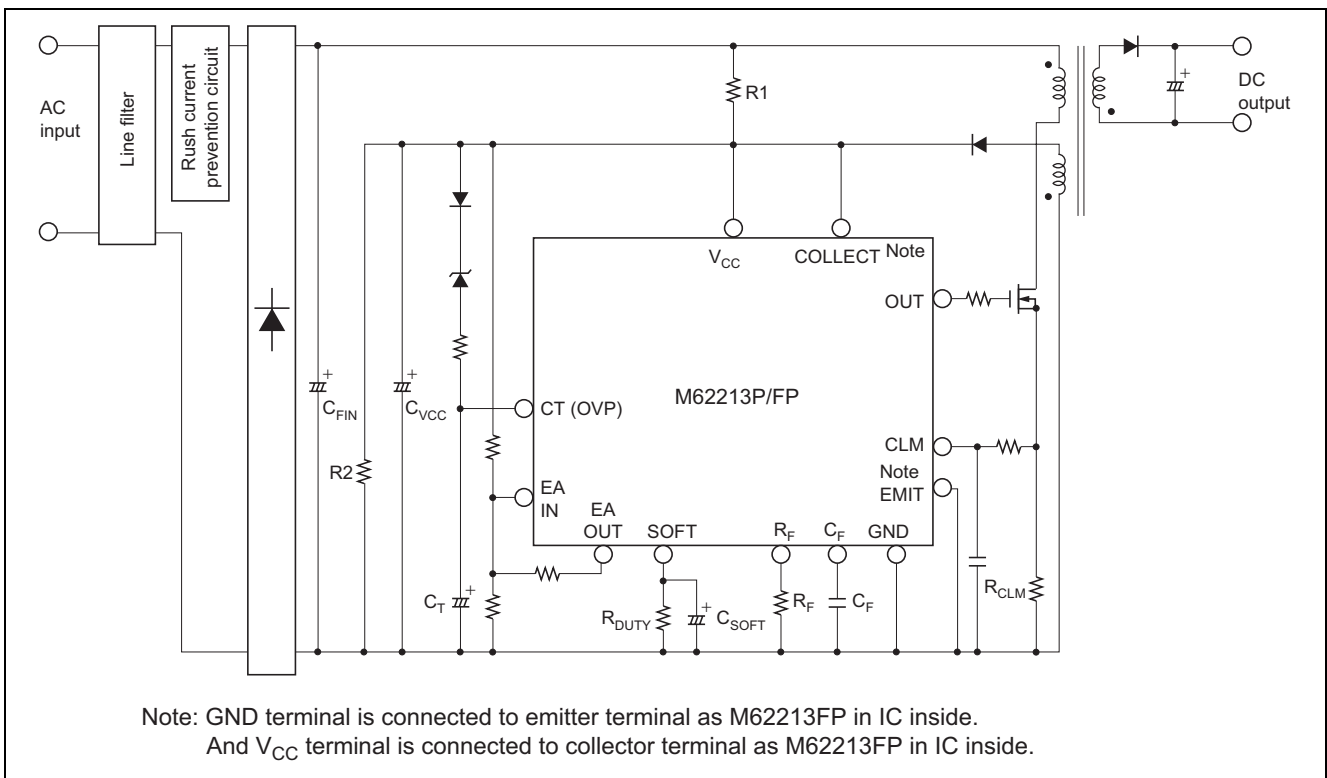 AC
input
Line filter
Rush current
prevention circuit
R1
DC
output
VCC
COLLECT Note
OUT
M62213P/FP
CFIN
CVCC
CT (OVP)
R2
CLM
Note
EMIT
EA
IN
EA
OUT
SOFT
RF
CF
GND
CT
RDUTY
CSOFT
RF
CF
RCLM
Note: GND terminal is connected to emitter terminal as M62213FP in IC inside.
And VCC terminal is connected to collector terminal as M62213FP in IC inside.